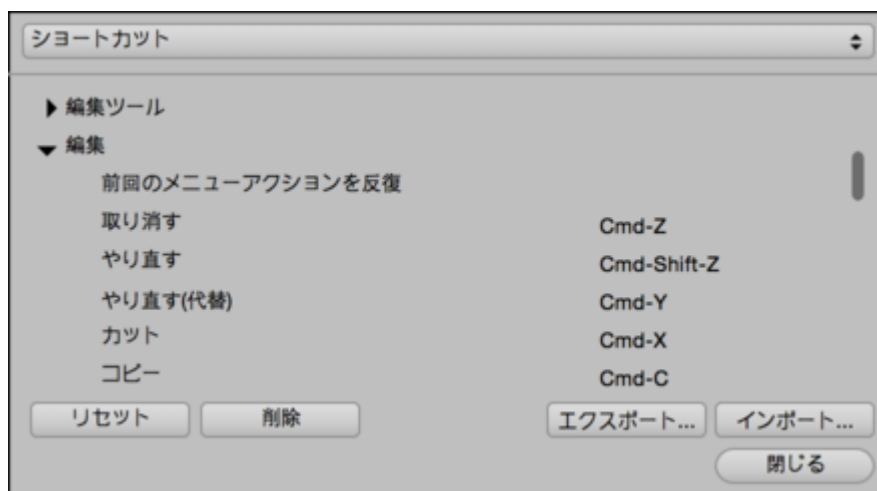 ショートカット
編集ツール
編集
前回のメニューアクションを反復
取り消す Cmd-Z
やり直す Cmd-Shift-Z
やり直す(代替) Cmd-Y
カット Cmd-X
コピー Cmd-C
リセット 削除 エクスポート... インポート...
閉じる